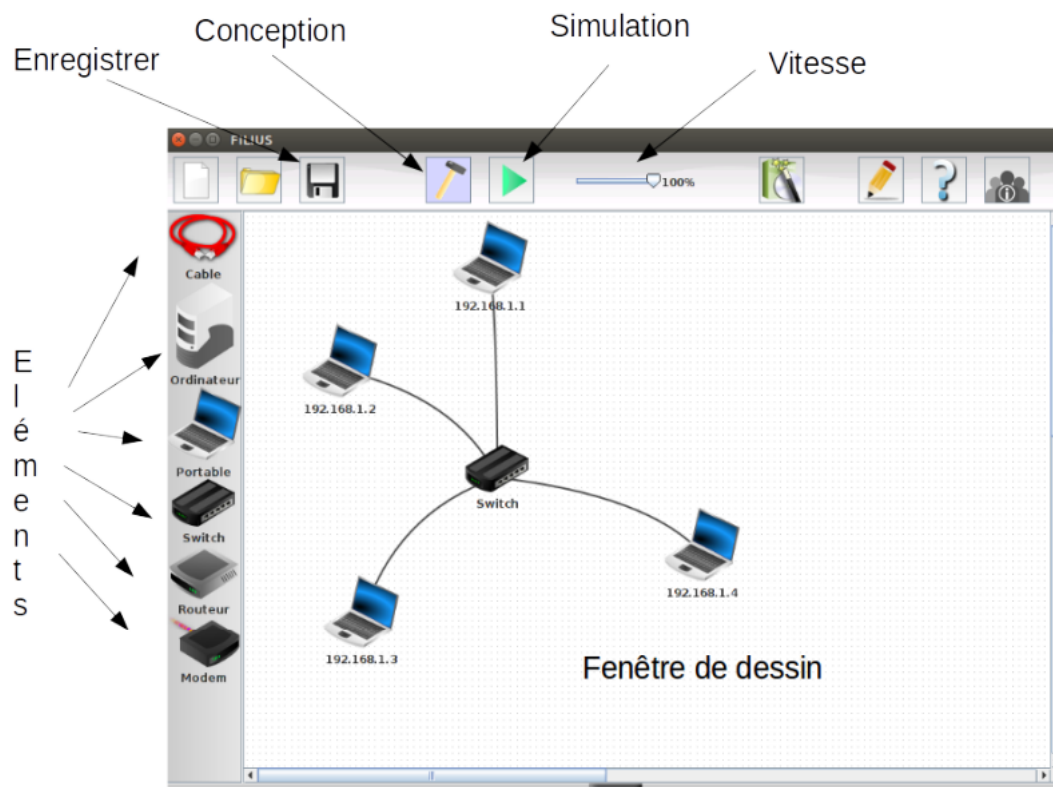 Conception
Simulation
Enregistrer
Vitesse
FILIUS
100%
Eléments
Cable
Ordinateur
Portable
Switch
Routeur
Modem
192.168.1.1
192.168.1.2
Switch
192.168.1.4
192.168.1.3
Fenêtre de dessin